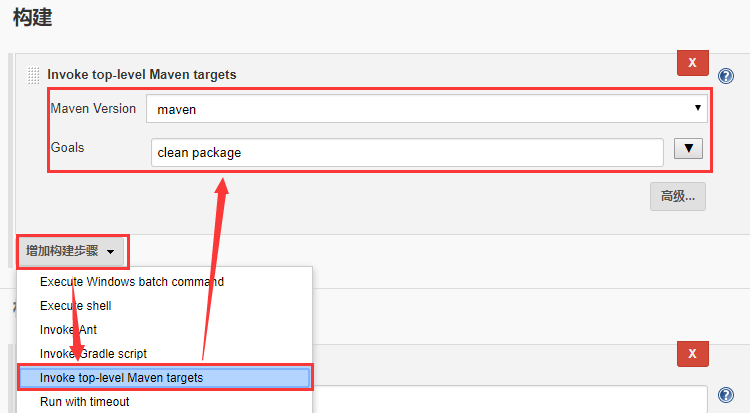 构建
Invoke top-level Maven targets
X
Maven Version
maven
Goals
clean package
高级...
增加构建步骤
Execute Windows batch command
Execute shell
Invoke Ant
Invoke Gradle script
X
Invoke top-level Maven targets
Run with timeout